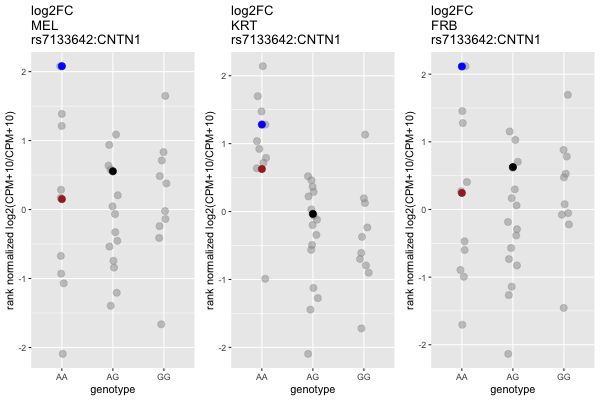 log2FC
MEL
rs7133642:CNTN1
rank normalized log2(CPM+10/CPM+10)
2
1
0
-1
-2
AA
AG
GG
genotype
log2FC
KRT
rs7133642:CNTN1
rank normalized log2(CPM+10/CPM+10)
2
1
0
-1
-2
AA
AG
GG
genotype
log2FC
FRB
rs7133642:CNTN1
rank normalized log2(CPM+10/CPM+10)
2
1
0
-1
-2
AA
AG
GG
genotype